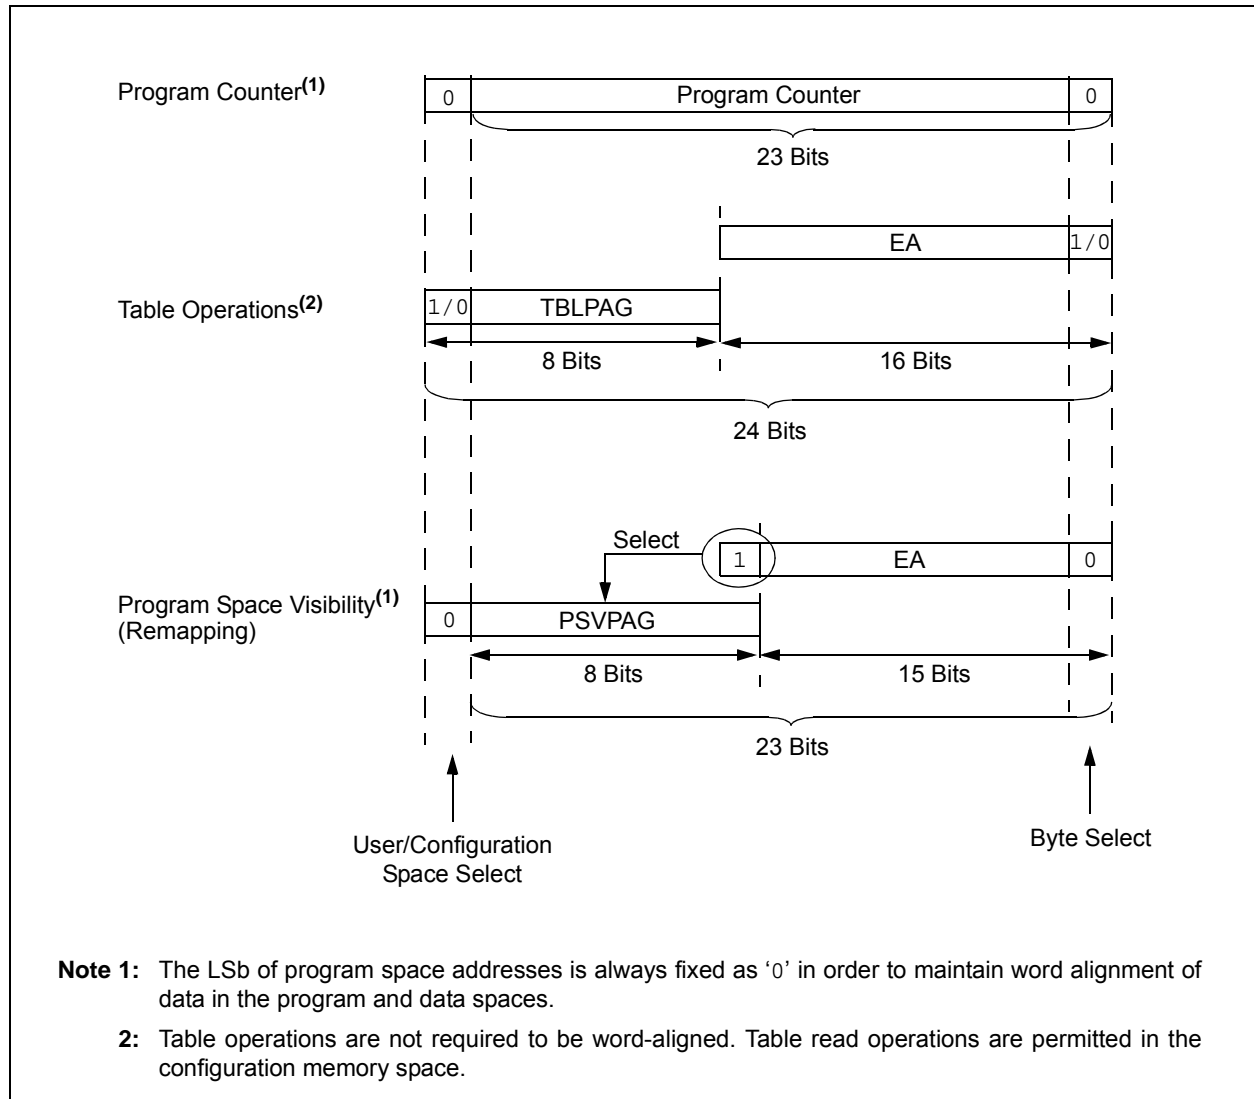 Program Counter(1)
0 Program Counter 0
23 Bits
EA 1/0
Table Operations(2)
1/0 TBLPAG
8 Bits 16 Bits
24 Bits
Select
1 EA 0
Program Space Visibility(1)
(Remapping)
0 PSVPAG
8 Bits 15 Bits
23 Bits
User/Configuration
Space Select
Byte Select
Note 1: The LSb of program space addresses is always fixed as ‘0’ in order to maintain word alignment of
data in the program and data spaces.
2: Table operations are not required to be word-aligned. Table read operations are permitted in the
configuration memory space.